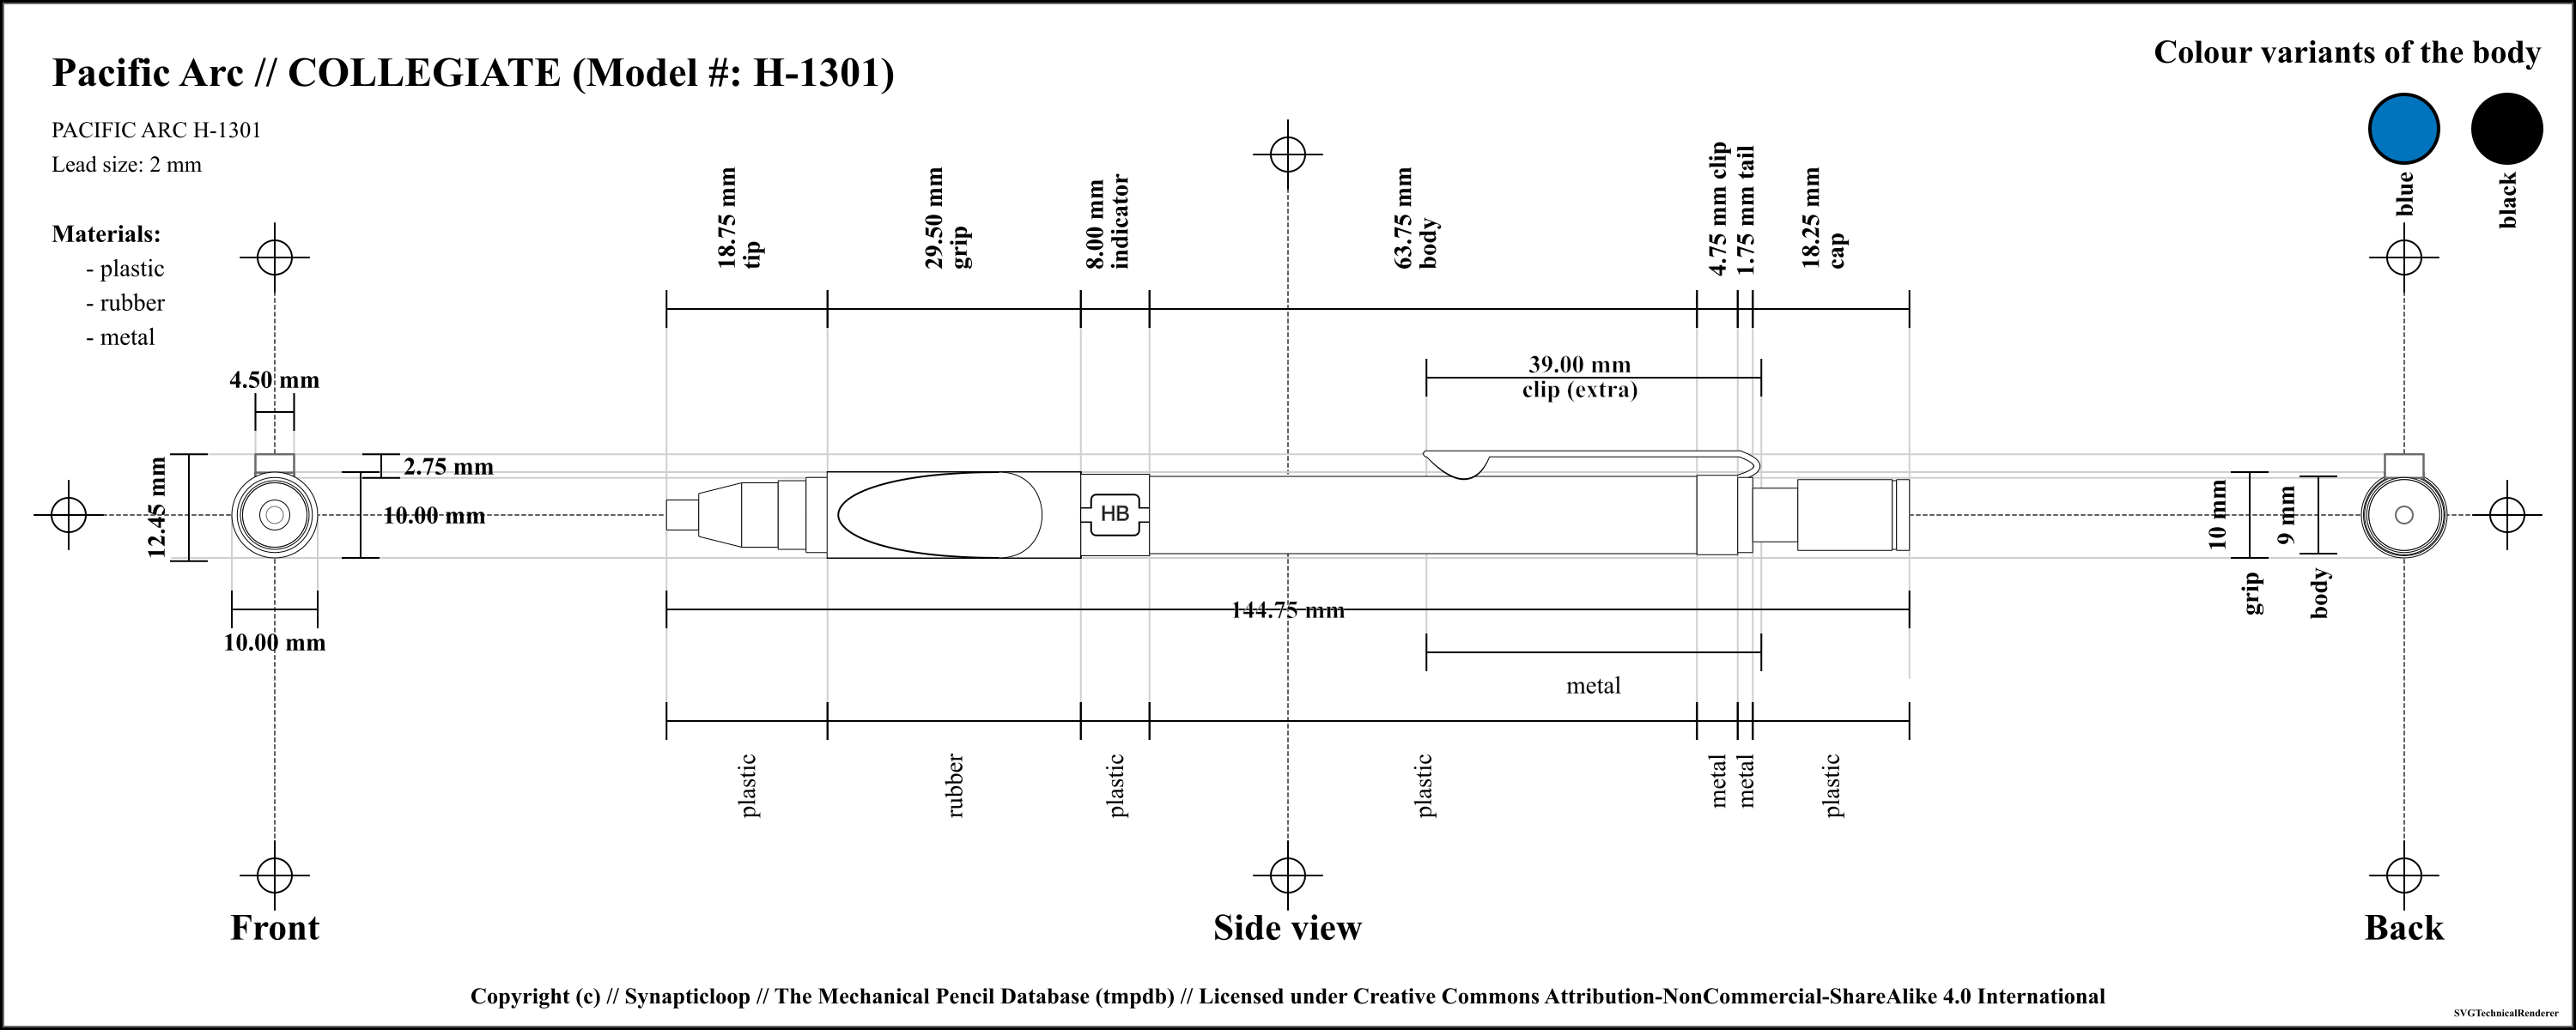 Pacific Arc // COLLEGIATE (Model #: H-1301)
PACIFIC ARC H-1301
Lead size: 2 mm
Materials:
- plastic
- rubber
- metal
Colour variants of the body
blue
black
18.75 mm
tip
29.50 mm
grip
8.00 mm
indicator
63.75 mm
body
4.75 mm clip
1.75 mm tail
18.25 mm
cap
39.00 mm
clip (extra)
4.50 mm
2.75 mm
12.45 mm
10.00 mm
10.00 mm
HB
10 mm
grip
9 mm
body
144.75 mm
metal
plastic
rubber
plastic
plastic
metal
metal
plastic
Front
Side view
Back
Copyright (c) // Synapticloop // The Mechanical Pencil Database (tmpdb) // Licensed under Creative Commons Attribution-NonCommercial-ShareAlike 4.0 International
SVGTechnicalRenderer